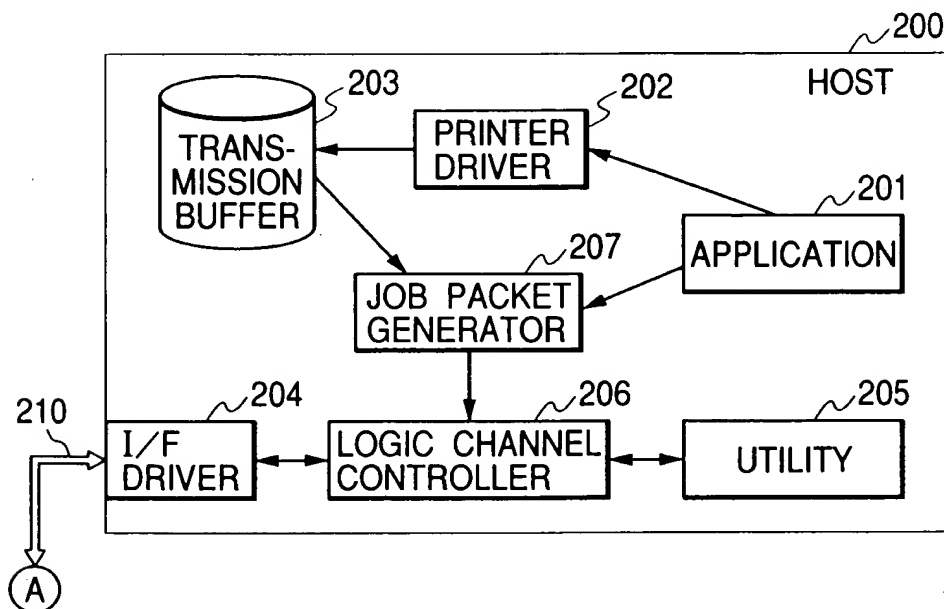 200
HOST
203
TRANS-
MISSION
BUFFER
202
PRINTER
DRIVER
201
APPLICATION
207
JOB PACKET
GENERATOR
210
204
I/F
DRIVER
206
LOGIC CHANNEL
CONTROLLER
205
UTILITY
A